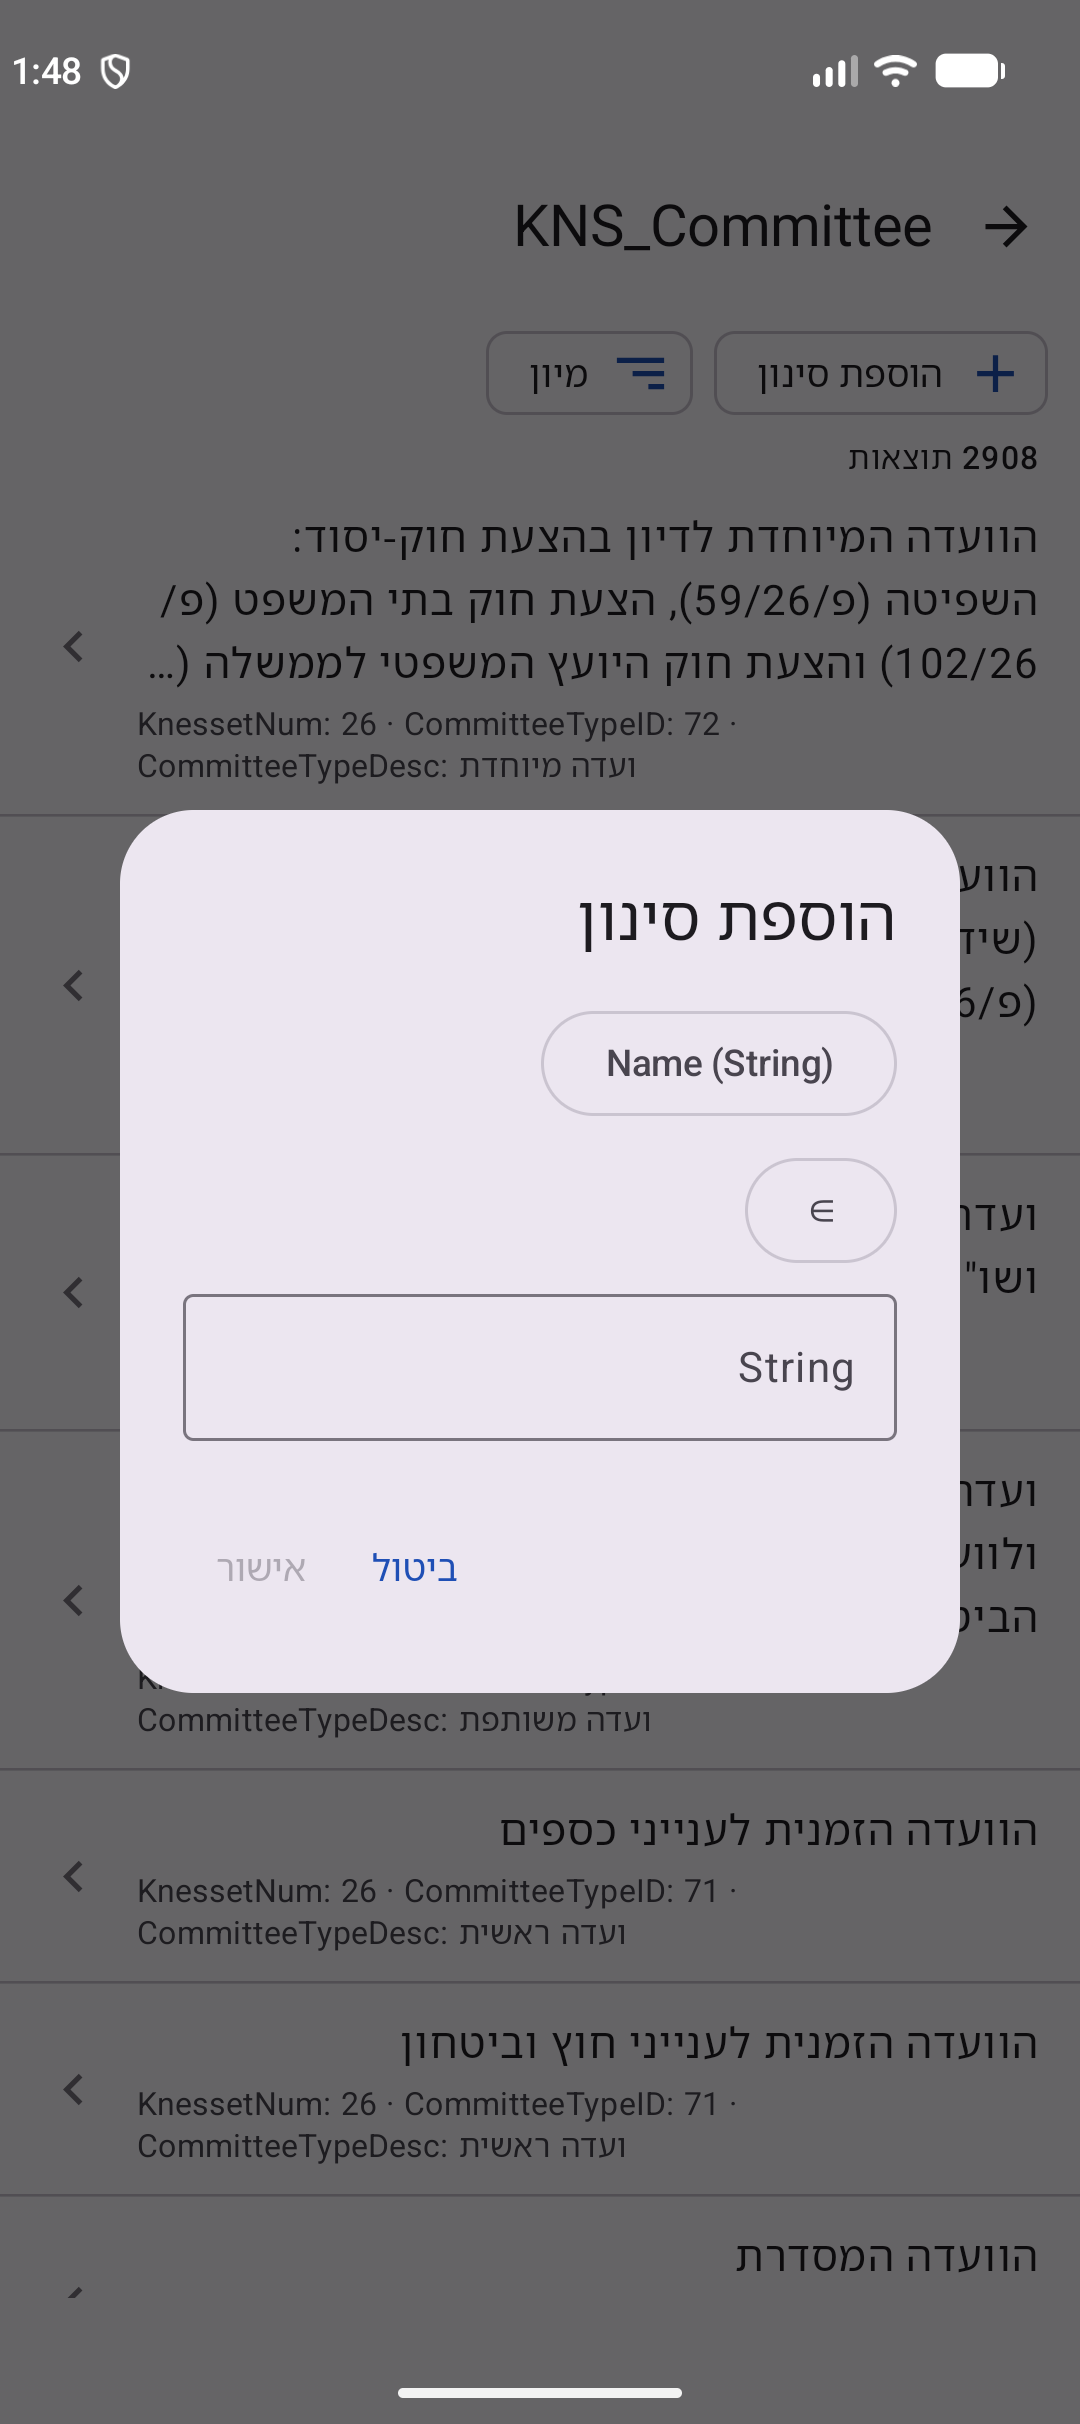 1:48
KNS_Committee
הוספת סינון
מיון
2908 תוצאות
הוועדה המיוחדת לדיון בהצעת חוק-יסוד:
השפיטה (פ/59/26), הצעת חוק בתי המשפט (פ/
102/26) והצעת חוק היועץ המשפטי לממשלה (...
KnessetNum: 26 · CommitteeTypeID: 72 ·
CommitteeTypeDesc: ועדה מיוחדת
הוספת סינון
Name (String)
∈
String
ביטול
אישור
ושו"
CommitteeTypeDesc: ועדה משותפת
הוועדה הזמנית לענייני כספים
KnessetNum: 26 · CommitteeTypeID: 71 ·
CommitteeTypeDesc: ועדה ראשית
הוועדה הזמנית לענייני חוץ וביטחון
KnessetNum: 26 · CommitteeTypeID: 71 ·
CommitteeTypeDesc: ועדה ראשית
הוועדה המסדרת